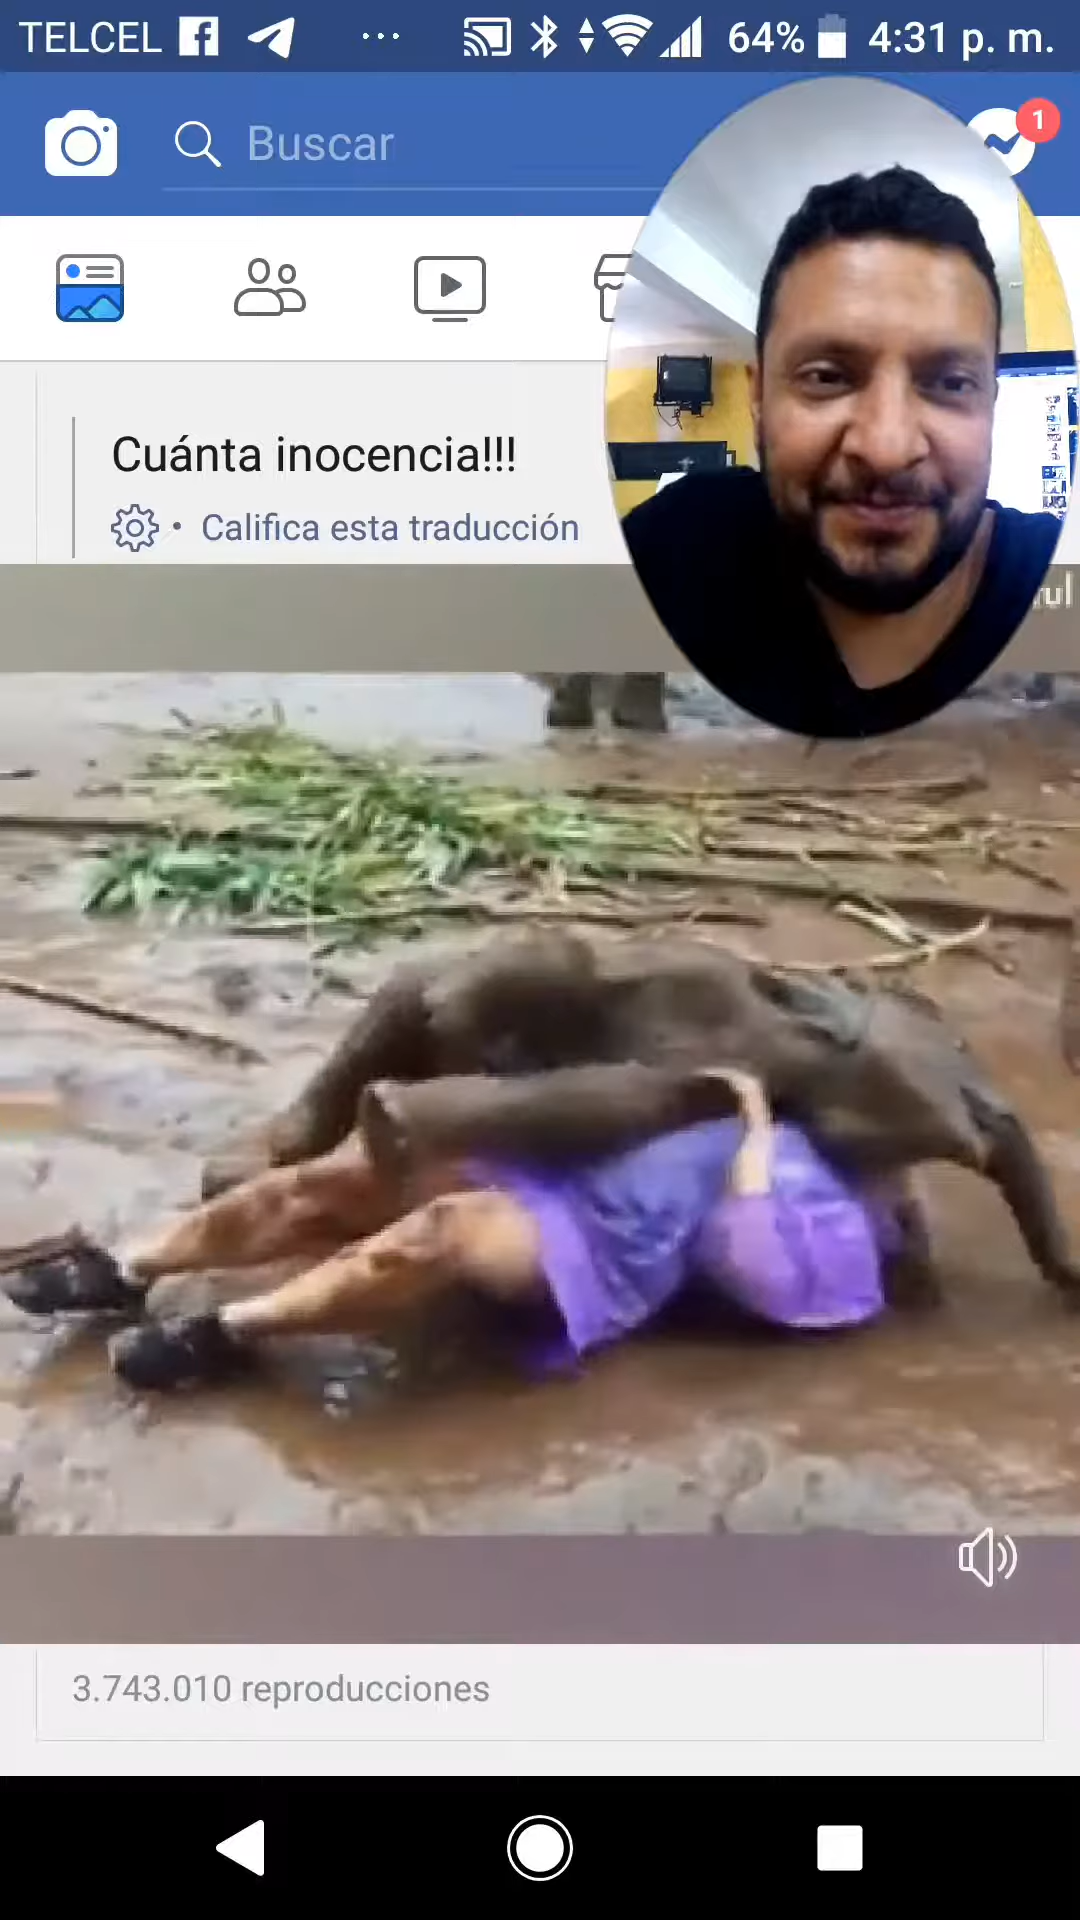 TELCEL
64%
4:31 p. m.
Buscar
1
Cuánta inocencia!!!
• Califica esta traducción
3.743.010 reproducciones